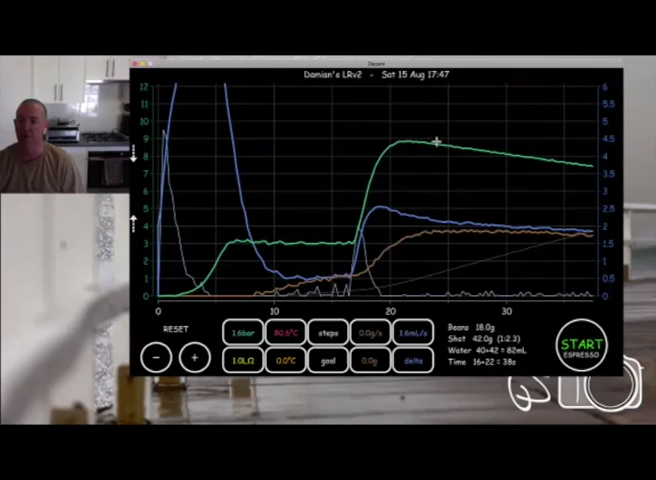 Decent
Damian's LRv2 - Sat 15 Aug 17:47
12 6
11 5.5
10 5
9 4.5
8 4
7 3.5
6 3
5 2.5
4 2
3 1.5
2 1
1 0.5
0 0
10 20 30
RESET
- +
1.6bar 80.6°C steps 0.0g/s 1.6mL/s
1.0LΩ 0.0°C goal 0.0g delta
Beans 18.0g
Shot 42.0g (1:2.3)
Water 40+42 = 82mL
Time 16+22 = 38s
START
ESPRESSO